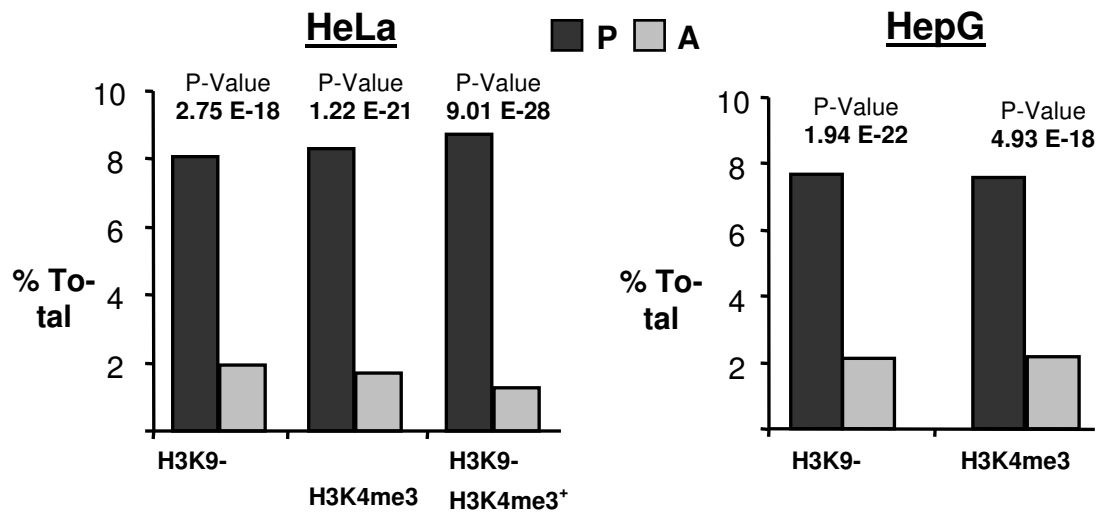 HeLa
P A
HepG
P-Value P-Value P-Value
2.75 E-18 1.22 E-21 9.01 E-28
10
8
6
4
2
% To-
tal
H3K9-
H3K4me3
H3K9-
H3K4me3⁺
P-Value P-Value
1.94 E-22 4.93 E-18
10
8
6
4
2
% To-
tal
H3K9- H3K4me3